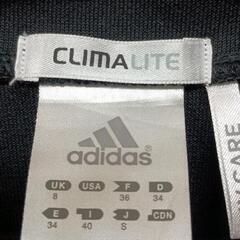 CLIMALITE
adidas
UK USA F D
8 36 34
E I J CDN
34 40 S
CARE